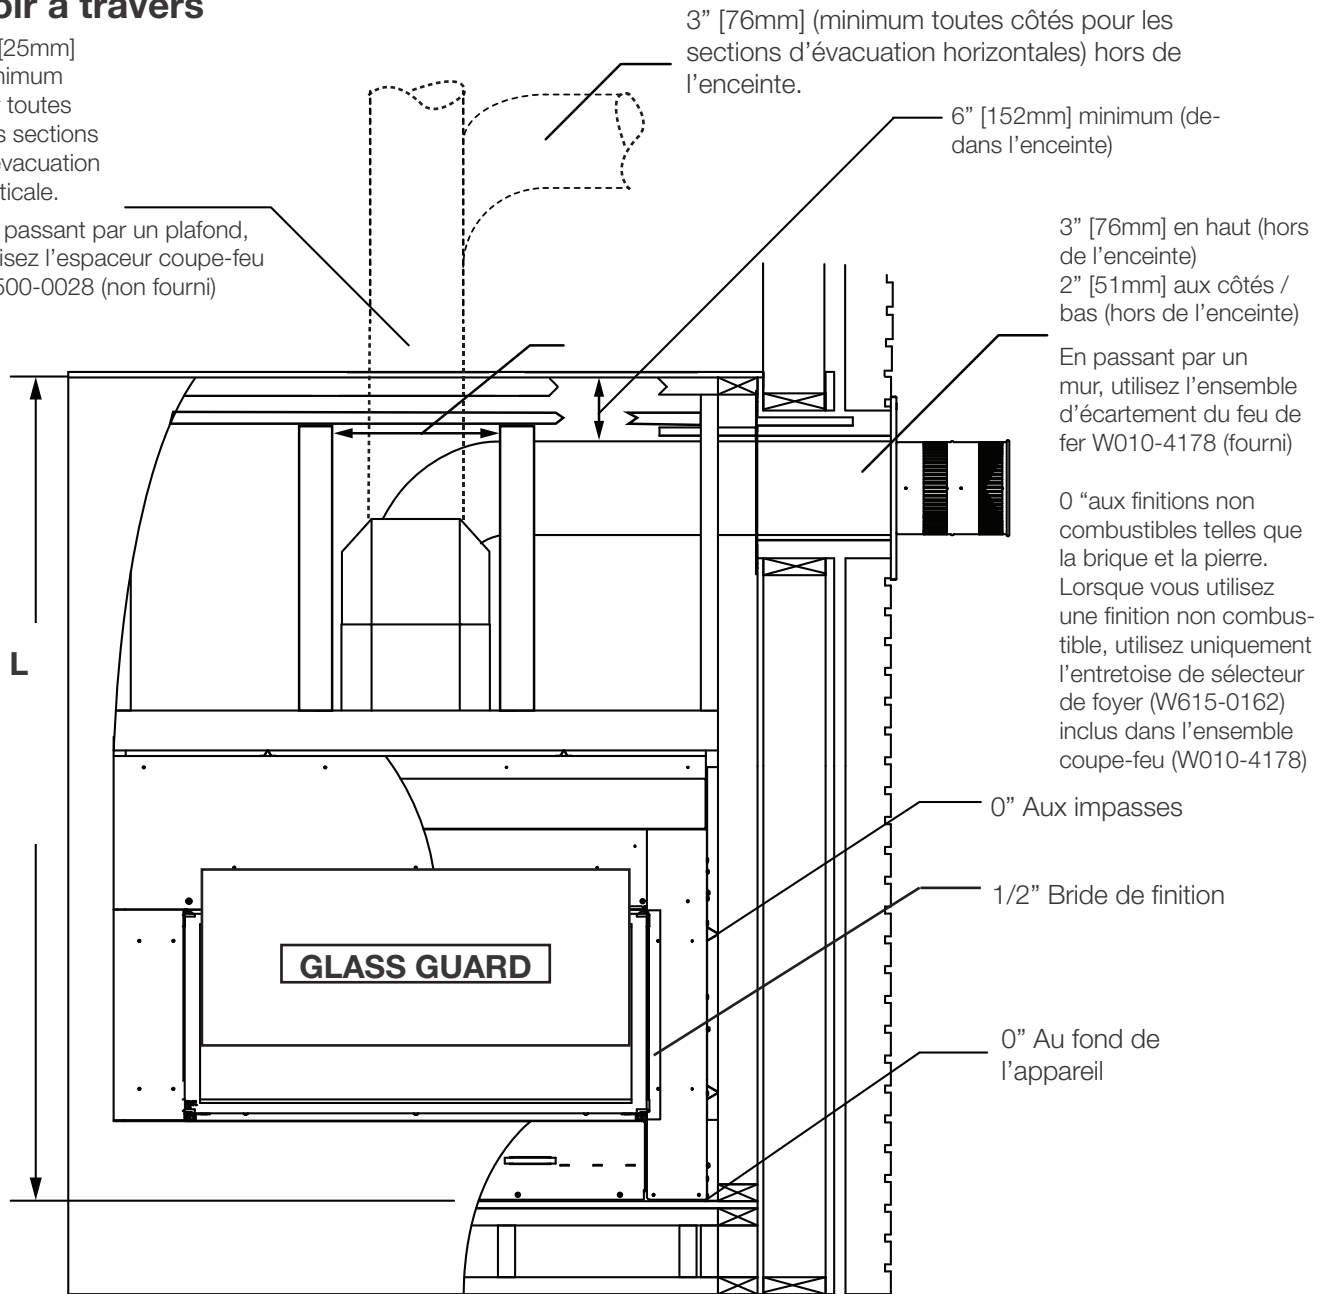 oir à travers
[25mm]
nimum
r toutes
s sections
évacuation
ticale.
passant par un plafond,
isez l’espaceur coupe-feu
500-0028 (non fourni)
3” [76mm] (minimum toutes côtés pour les
sections d’évacuation horizontales) hors de
l’enceinte.
6” [152mm] minimum (de-
dans l’enceinte)
3” [76mm] en haut (hors
de l’enceinte)
2” [51mm] aux côtés /
bas (hors de l’enceinte)
En passant par un
mur, utilisez l’ensemble
d’écartement du feu de
fer W010-4178 (fourni)
0 “aux finitions non
combustibles telles que
la brique et la pierre.
Lorsque vous utilisez
une finition non combus-
tible, utilisez uniquement
l’entretoise de sélecteur
de foyer (W615-0162)
inclus dans l’ensemble
coupe-feu (W010-4178)
L
0” Aux impasses
1/2” Bride de finition
GLASS GUARD
0” Au fond de
l’appareil